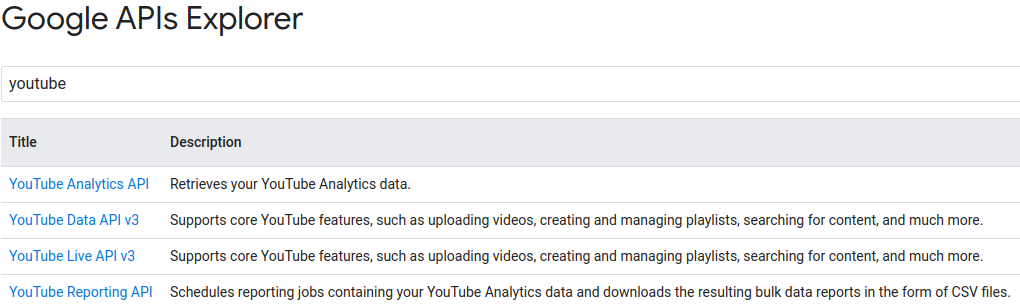 Google APIs Explorer
youtube
Title Description
YouTube Analytics API Retrieves your YouTube Analytics data.
YouTube Data API v3 Supports core YouTube features, such as uploading videos, creating and managing playlists, searching for content, and much more.
YouTube Live API v3 Supports core YouTube features, such as uploading videos, creating and managing playlists, searching for content, and much more.
YouTube Reporting API Schedules reporting jobs containing your YouTube Analytics data and downloads the resulting bulk data reports in the form of CSV files.